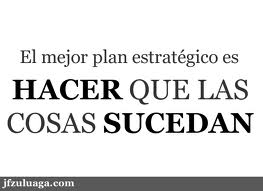 El mejor plan estratégico es
HACER QUE LAS
COSAS SUCEDAN
jfzuluaga.com